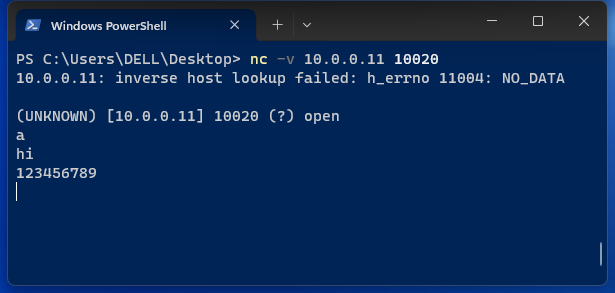 Windows PowerShell
PS C:\Users\DELL\Desktop> nc -v 10.0.0.11 10020
10.0.0.11: inverse host lookup failed: h_errno 11004: NO_DATA
(UNKNOWN) [10.0.0.11] 10020 (?) open
a
hi
123456789